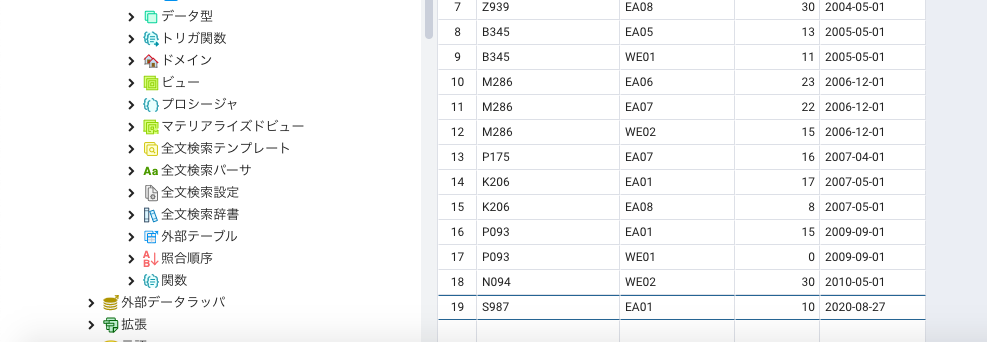 データ型
トリガ関数
ドメイン
ビュー
プロシージャ
マテリアライズドビュー
全文検索テンプレート
全文検索パーサ
全文検索設定
全文検索辞書
外部テーブル
照合順序
関数
外部データラッパ
拡張
7 Z939 EA08 30 2004-05-01
8 B345 EA05 13 2005-05-01
9 B345 WE01 11 2005-05-01
10 M286 EA06 23 2006-12-01
11 M286 EA07 22 2006-12-01
12 M286 WE02 15 2006-12-01
13 P175 EA07 16 2007-04-01
14 K206 EA01 17 2007-05-01
15 K206 EA08 8 2007-05-01
16 P093 EA01 15 2009-09-01
17 P093 WE01 0 2009-09-01
18 N094 WE02 30 2010-05-01
19 S987 EA01 10 2020-08-27